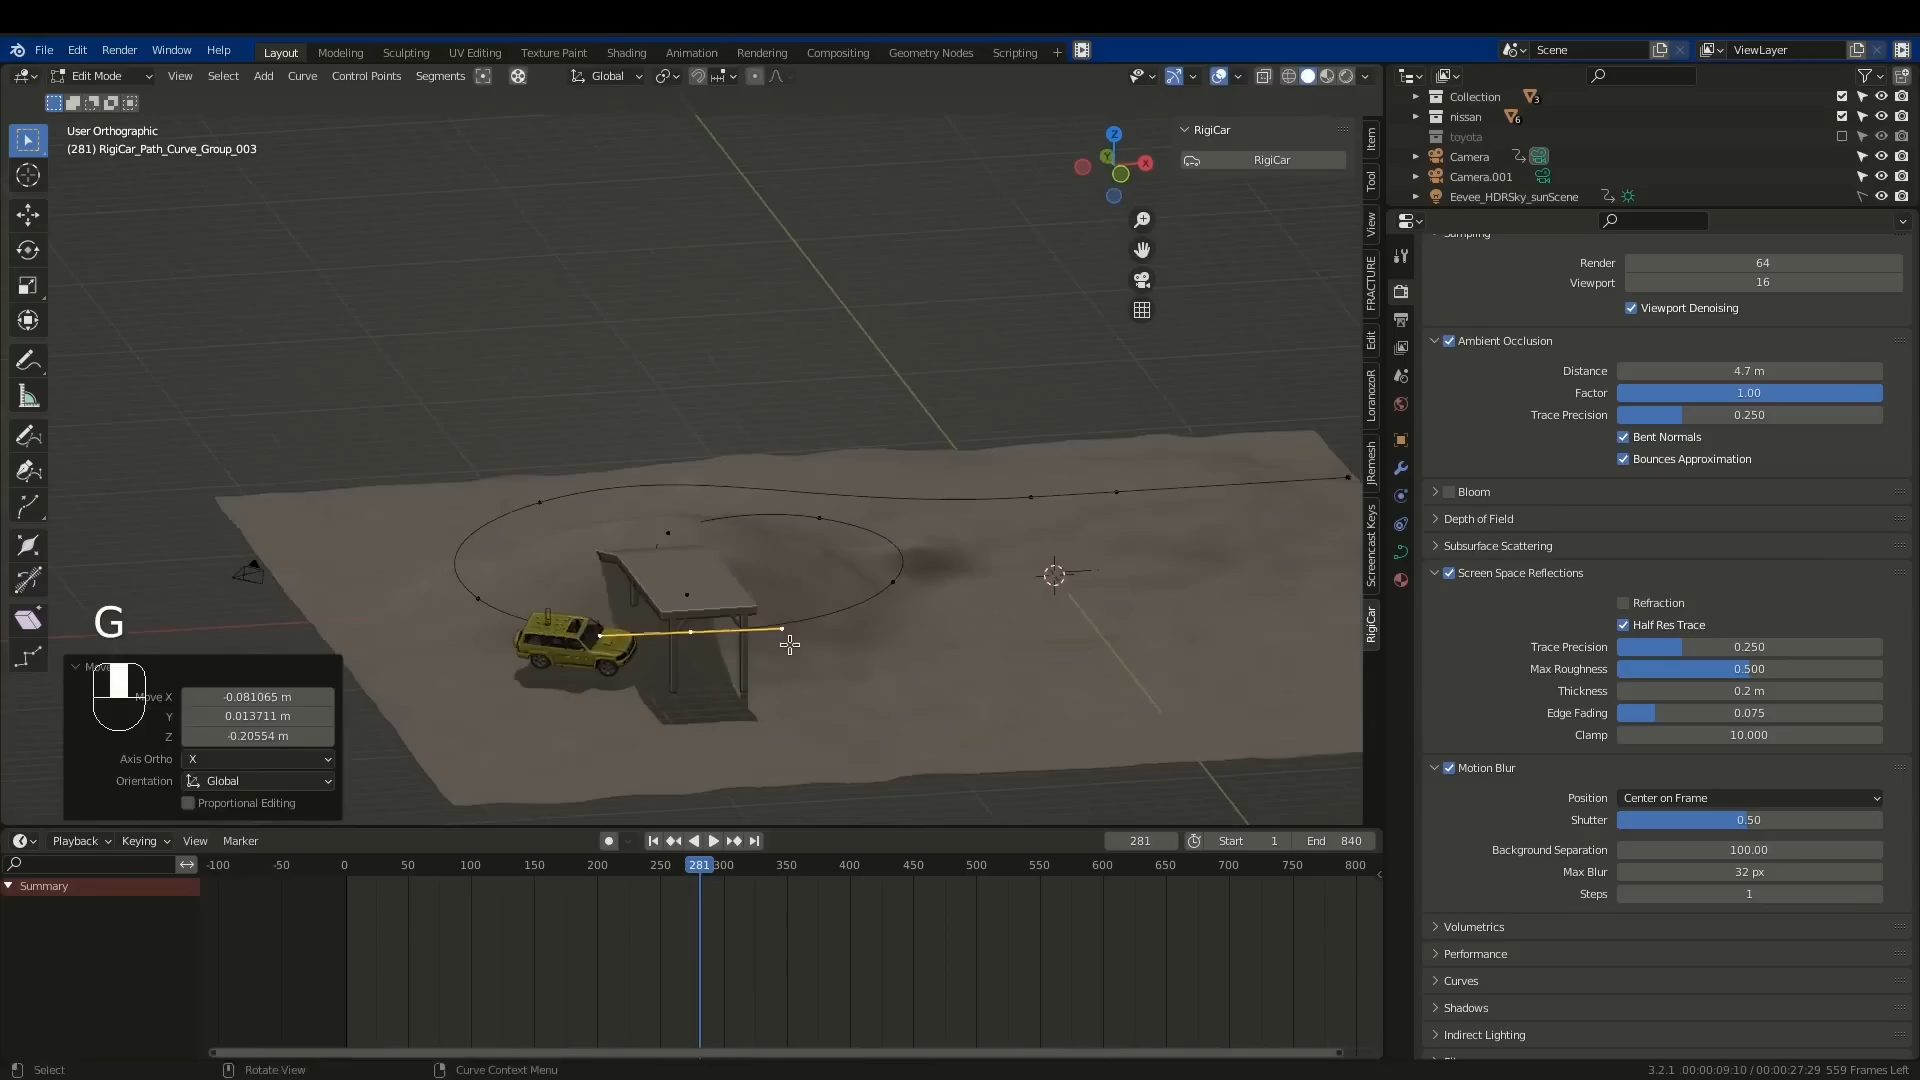 File Edit Render Window Help Layout Modeling Sculpting UV Editing Texture Paint Shading Animation Rendering Compositing Geometry Nodes Scripting + Scene ViewLayer
Edit Mode View Select Add Curve Control Points Segments Global
User Orthographic
(281) RigiCar_Path_Curve_Group_003
Z
Y
X
RigiCar
RigiCar
Item
Tool
View
FRACTURE
Edit
LoranozoR
JRemesh
Screencast Keys
RigiCar
G
Move
Move X -0.081065 m
Y 0.013711 m
Z -0.20554 m
Axis Ortho X
Orientation Global
Proportional Editing
Collection 3
nissan 6
toyota
Camera
Camera.001
Eevee_HDRSky_sunScene
Sampling
Render 64
Viewport 16
Viewport Denoising
Ambient Occlusion
Distance 4.7 m
Factor 1.00
Trace Precision 0.250
Bent Normals
Bounces Approximation
Bloom
Depth of Field
Subsurface Scattering
Screen Space Reflections
Refraction
Half Res Trace
Trace Precision 0.250
Max Roughness 0.500
Thickness 0.2 m
Edge Fading 0.075
Clamp 10.000
Motion Blur
Position Center on Frame
Shutter 0.50
Background Separation 100.00
Max Blur 32 px
Steps 1
Volumetrics
Performance
Curves
Shadows
Indirect Lighting
Playback Keying View Marker 281 Start 1 End 840
-100 -50 0 50 100 150 200 250 281 300 350 400 450 500 550 600 650 700 750 800
Summary
Select Rotate View Curve Context Menu 3.2.1 00:00:09:10 / 00:00:27:29 559 Frames Left